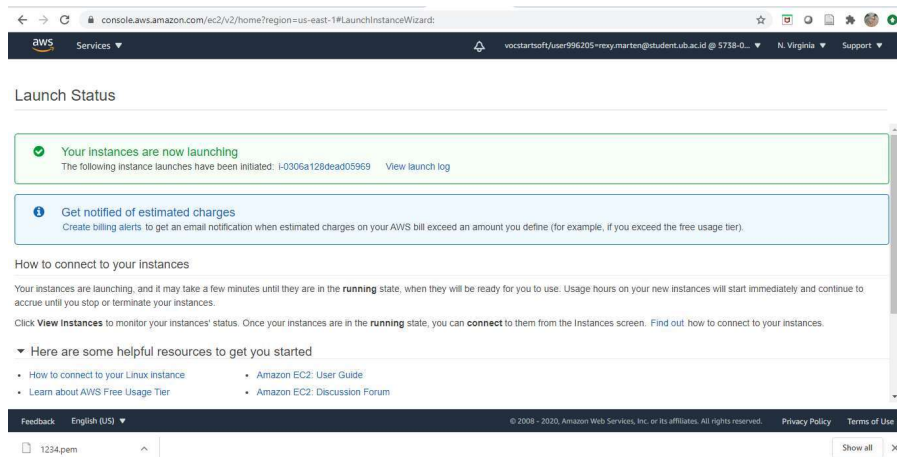 console.aws.amazon.com/ec2/v2/home?region=us-east-1#LaunchInstanceWizard:
aws Services ▼ vocstartsoft/user996205=rexy.marten@student.ub.ac.id @ 5738-0... ▼ N. Virginia ▼ Support ▼
Launch Status
Your instances are now launching
The following instance launches have been initiated: i-0306a128dead05969 View launch log
Get notified of estimated charges
Create billing alerts to get an email notification when estimated charges on your AWS bill exceed an amount you define (for example, if you exceed the free usage tier).
How to connect to your instances
Your instances are launching, and it may take a few minutes until they are in the running state, when they will be ready for you to use. Usage hours on your new instances will start immediately and continue to
accrue until you stop or terminate your instances.
Click View Instances to monitor your instances' status. Once your instances are in the running state, you can connect to them from the Instances screen. Find out how to connect to your instances.
▼ Here are some helpful resources to get you started
• How to connect to your Linux instance • Amazon EC2: User Guide
• Learn about AWS Free Usage Tier • Amazon EC2: Discussion Forum
Feedback English (US) ▼ © 2008 - 2020, Amazon Web Services, Inc. or its affiliates. All rights reserved. Privacy Policy Terms of Use
1234.pem Show all